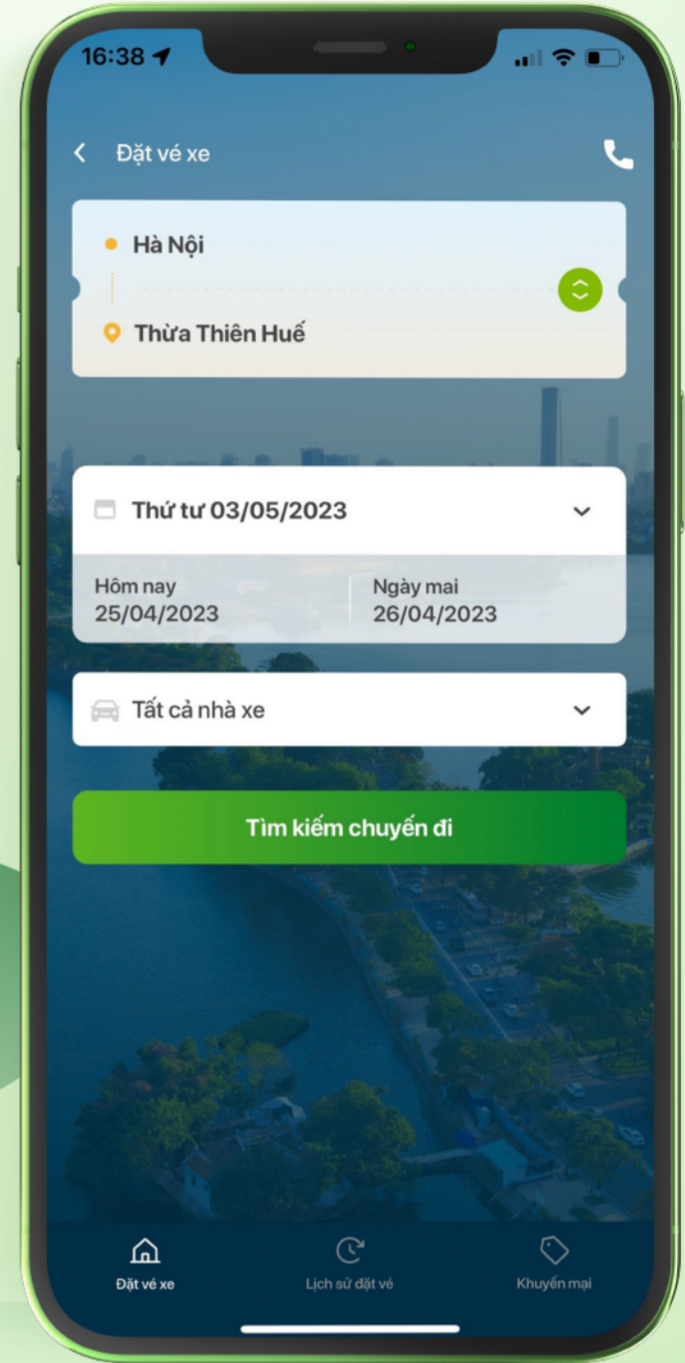 16:38
Đặt vé xe
Hà Nội
Thừa Thiên Huế
Thứ tư 03/05/2023
Hôm nay
25/04/2023
Ngày mai
26/04/2023
Tất cả nhà xe
Tìm kiếm chuyến đi
Đặt vé xe
Lịch sử đặt vé
Khuyến mại